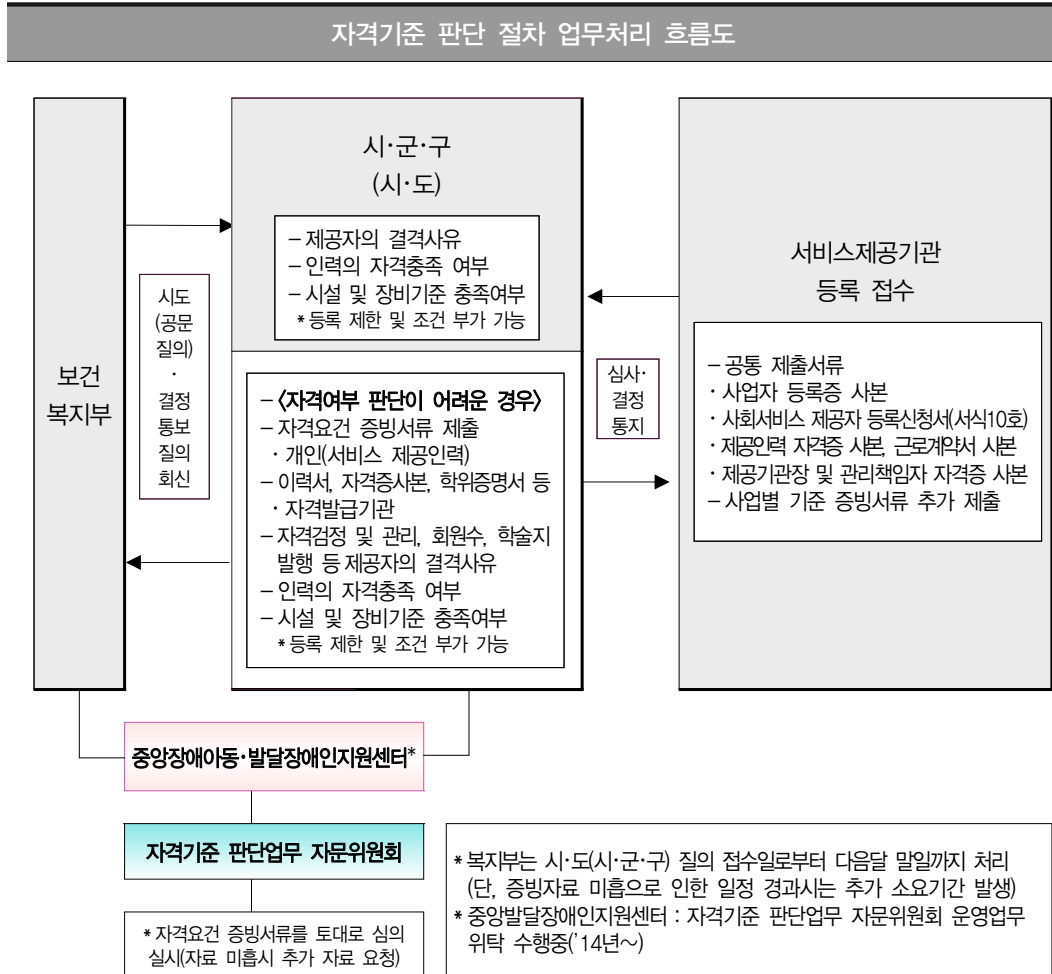 자격기준 판단 절차 업무처리 흐름도
보건
복지부
시도
(공문
질의)
·
결정
통보
질의
회신
시·군·구
(시·도)
– 제공자의 결격사유
– 인력의 자격충족 여부
– 시설 및 장비기준 충족여부
* 등록 제한 및 조건 부가 가능
– <자격여부 판단이 어려운 경우>
– 자격요건 증빙서류 제출
· 개인(서비스 제공인력)
– 이력서, 자격증사본, 학위증명서 등
· 자격발급기관
– 자격검정 및 관리, 회원수, 학술지
발행 등 제공자의 결격사유
– 인력의 자격충족 여부
– 시설 및 장비기준 충족여부
* 등록 제한 및 조건 부가 가능
심사·
결정
통지
서비스제공기관
등록 접수
– 공통 제출서류
· 사업자 등록증 사본
· 사회서비스 제공자 등록신청서(서식10호)
· 제공인력 자격증 사본, 근로계약서 사본
· 제공기관장 및 관리책임자 자격증 사본
– 사업별 기준 증빙서류 추가 제출
중앙장애아동·발달장애인지원센터*
자격기준 판단업무 자문위원회
* 자격요건 증빙서류를 토대로 심의
실시(자료 미흡시 추가 자료 요청)
* 복지부는 시·도(시·군·구) 질의 접수일로부터 다음달 말일까지 처리
(단, 증빙자료 미흡으로 인한 일정 경과시는 추가 소요기간 발생)
* 중앙발달장애인지원센터 : 자격기준 판단업무 자문위원회 운영업무
위탁 수행중('14년~)